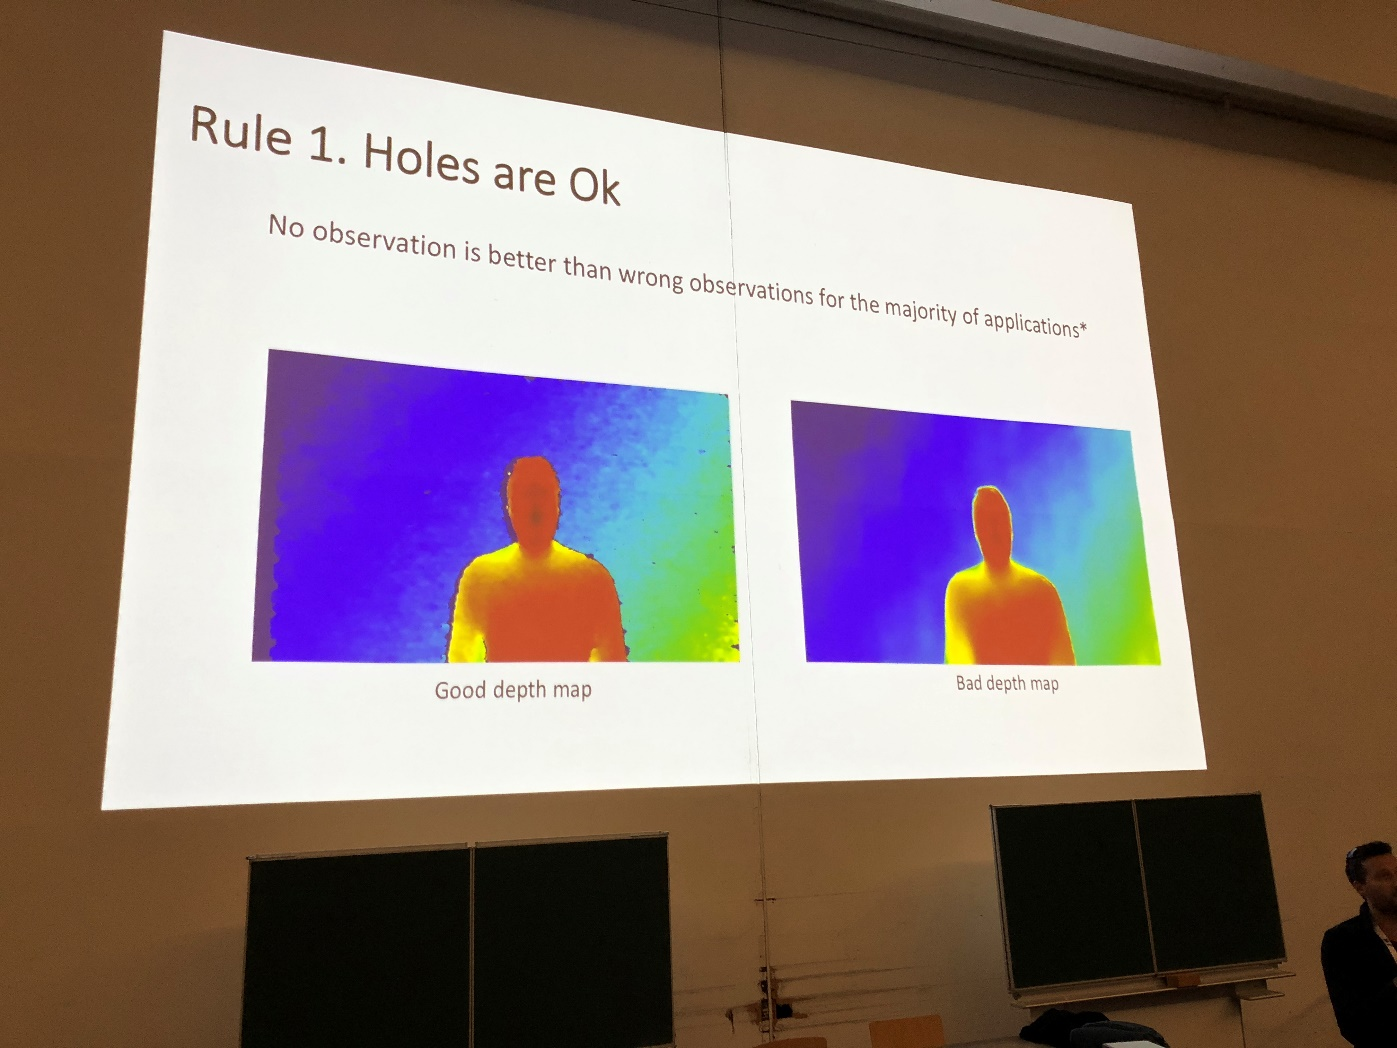 Rule 1. Holes are Ok
No observation is better than wrong observations for the majority of applications*
Good depth map
Bad depth map